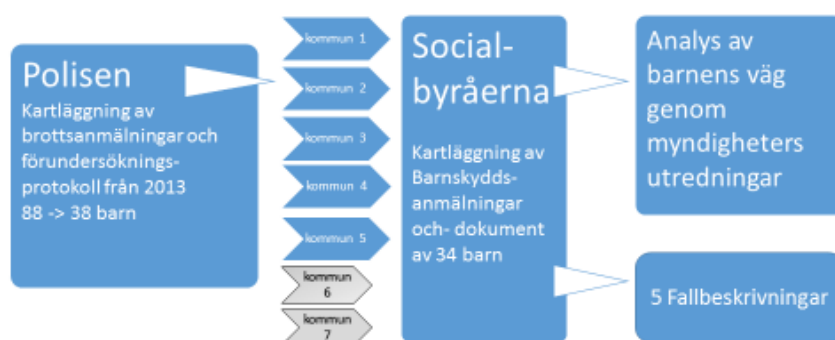 Polisen
Kartläggning av
brottsanmälningar och
förundersöknings-
protokoll från 2013
88 -> 38 barn
kommun 1
kommun 2
kommun 3
kommun 4
kommun 5
kommun
6
kommun
7
Social-
byråerna
Kartläggning av
Barnskydds-
anmälningar
och- dokument
av 34 barn
Analys av
barnens väg
genom
myndigheters
utredningar
5 Fallbeskrivningar